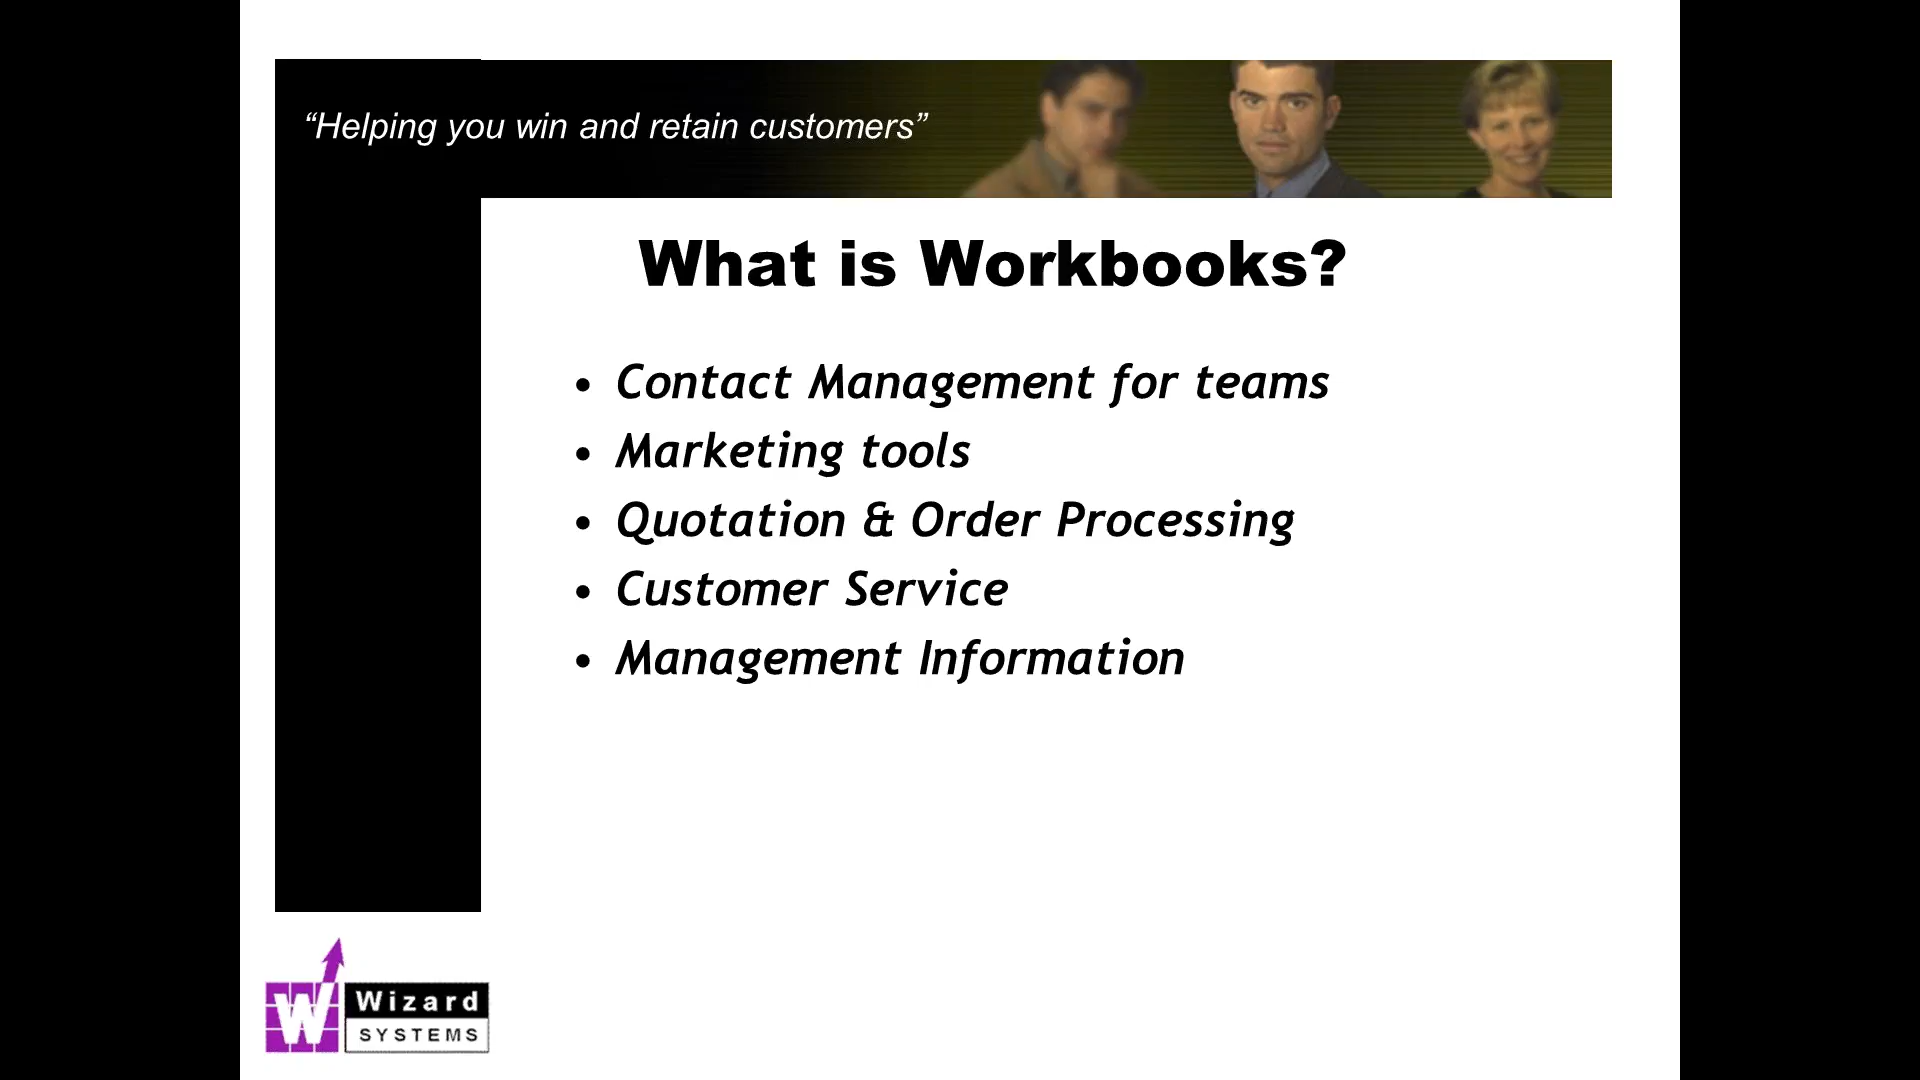 “Helping you win and retain customers”
What is Workbooks?
• Contact Management for teams
• Marketing tools
• Quotation & Order Processing
• Customer Service
• Management Information
W
Wizard
SYSTEMS